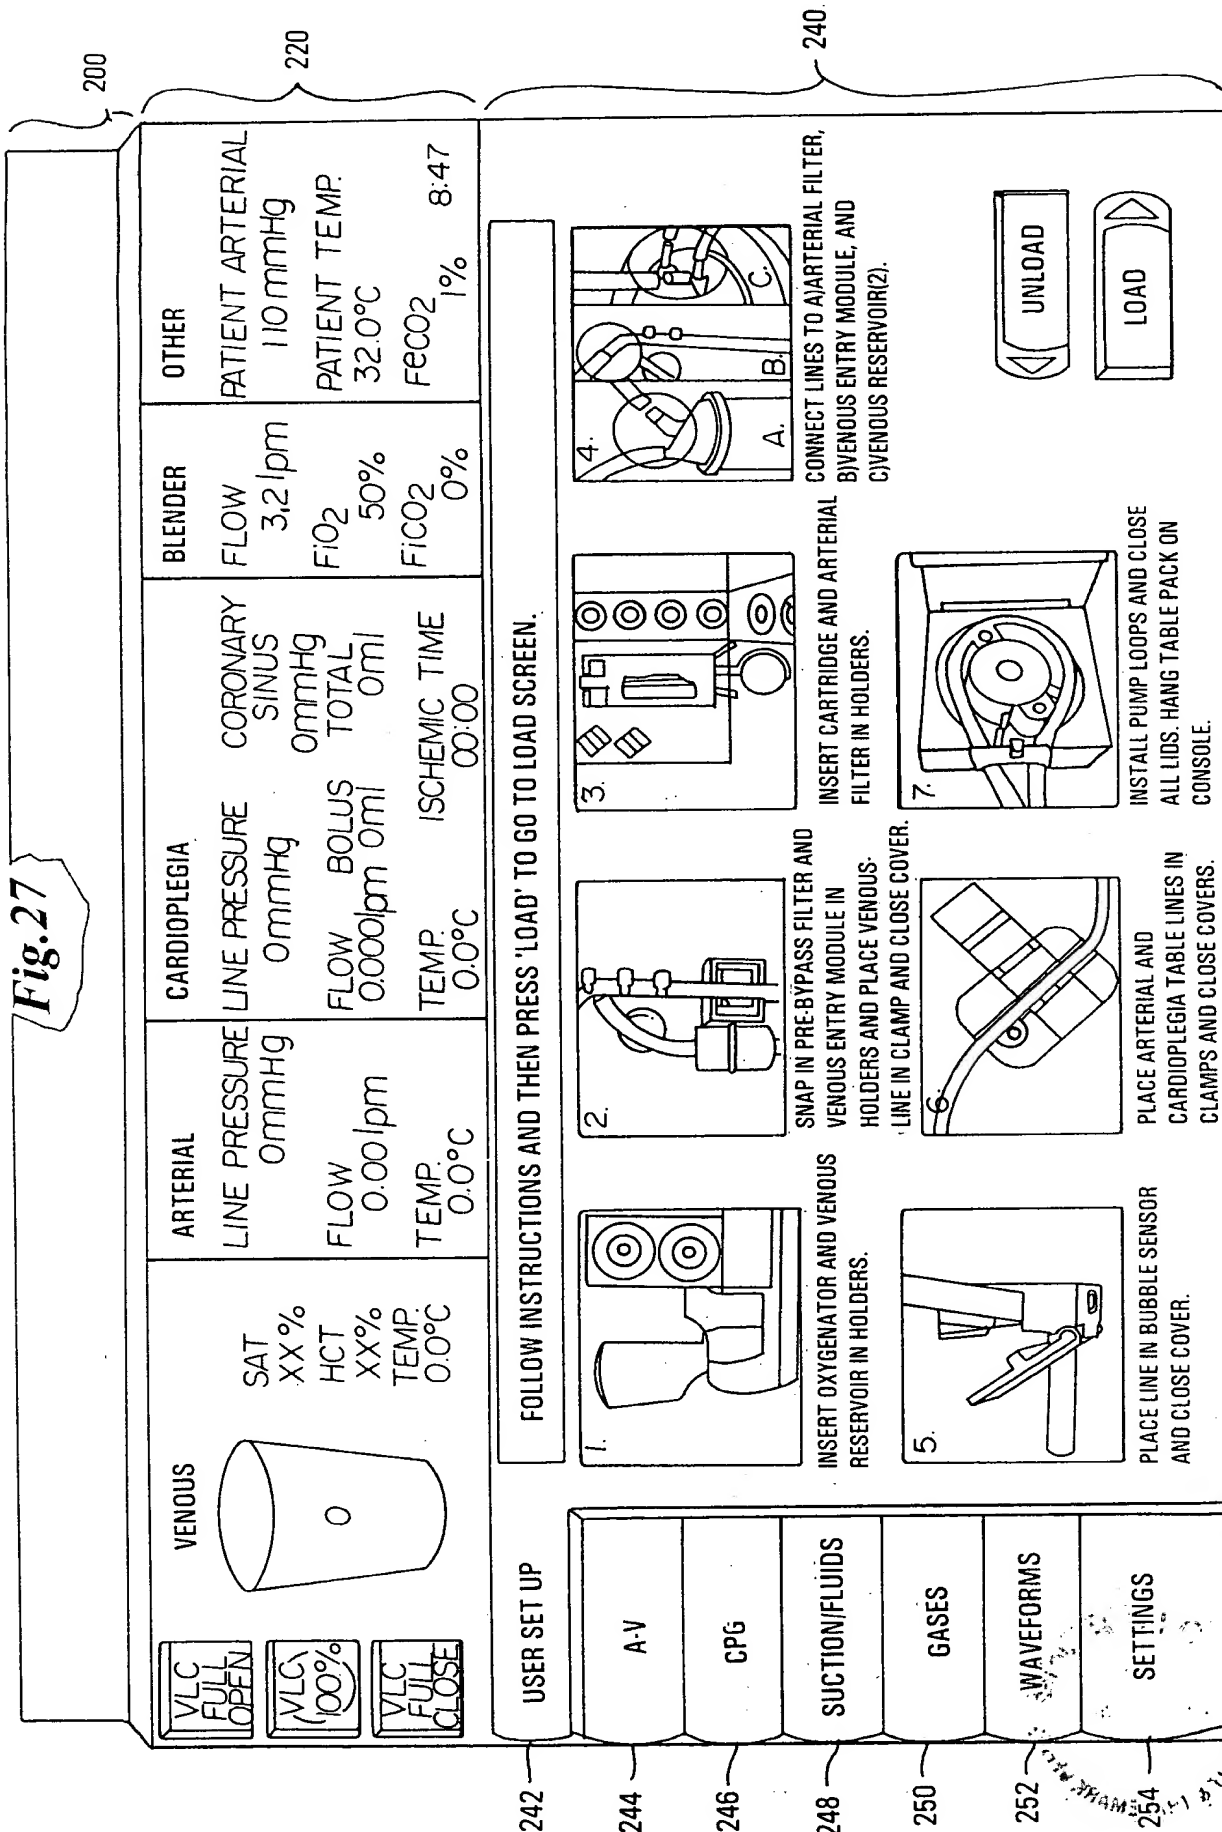 Fig.27
200
220
240
VLC
FULL
OPEN
VLC
100%
VLC
FULL
CLOSE
VENOUS
0
SAT
XX%
HCT
XX%
TEMP.
0.0°C
ARTERIAL
LINE PRESSURE
0mmHg
FLOW
0.00lpm
TEMP.
0.0°C
CARDIOPLEGIA
LINE PRESSURE
0mmHg
CORONARY
SINUS
0mmHg
FLOW
0.000lpm
BOLUS
0ml
TOTAL
0ml
TEMP.
0.0°C
ISCHEMIC TIME
00:00
BLENDER
FLOW
3,2lpm
FiO2
50%
FiCO2
0%
OTHER
PATIENT ARTERIAL
110mmHg
PATIENT TEMP.
32.0°C
FeCO2
1%
8:47
242
USER SET UP
244
A-V
246
CPG
248
SUCTION/FLUIDS
250
GASES
252
WAVEFORMS
254
SETTINGS
FOLLOW INSTRUCTIONS AND THEN PRESS 'LOAD' TO GO TO LOAD SCREEN.
1.
INSERT OXYGENATOR AND VENOUS
RESERVOIR IN HOLDERS.
2.
SNAP IN PRE-BYPASS FILTER AND
VENOUS ENTRY MODULE IN
HOLDERS AND PLACE VENOUS-
LINE IN CLAMP AND CLOSE COVER.
3.
INSERT CARTRIDGE AND ARTERIAL
FILTER IN HOLDERS.
4.
A.
B.
C.
CONNECT LINES TO A)ARTERIAL FILTER,
B)VENOUS ENTRY MODULE, AND
C)VENOUS RESERVOIR(2).
5.
PLACE LINE IN BUBBLE SENSOR
AND CLOSE COVER.
6.
PLACE ARTERIAL AND
CARDIOPLEGIA TABLE LINES IN
CLAMPS AND CLOSE COVERS.
7.
INSTALL PUMP LOOPS AND CLOSE
ALL LIDS. HANG TABLE PACK ON
CONSOLE.
UNLOAD
LOAD